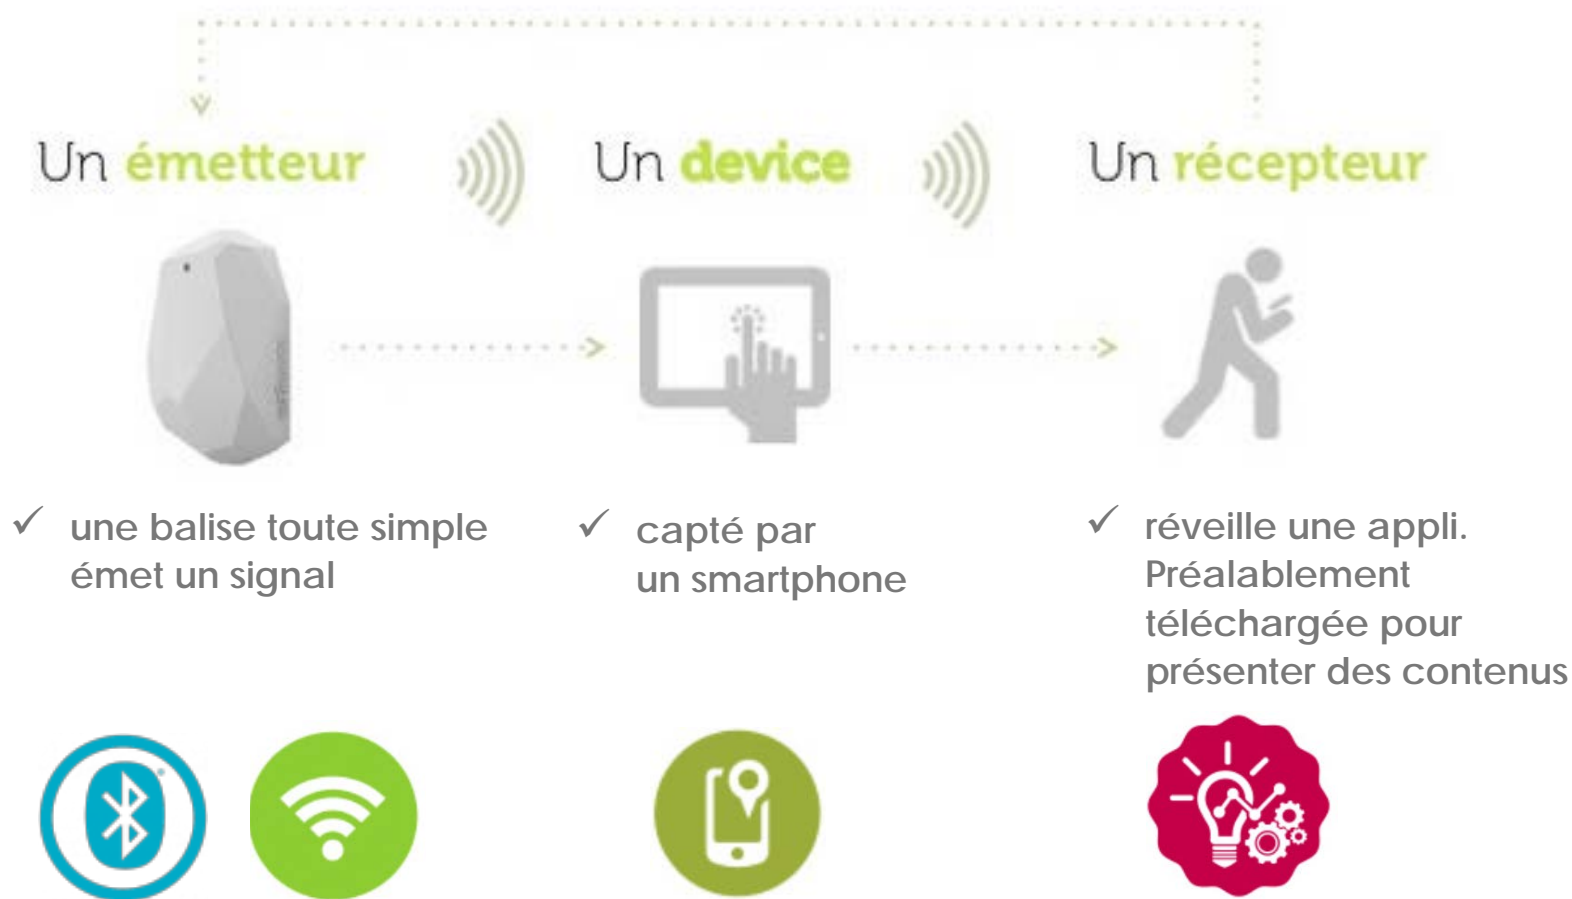 Un émetteur
Un device
Un récepteur
✓ une balise toute simple
émet un signal
✓ capté par
un smartphone
✓ réveille une appli.
Préalablement
téléchargée pour
présenter des contenus